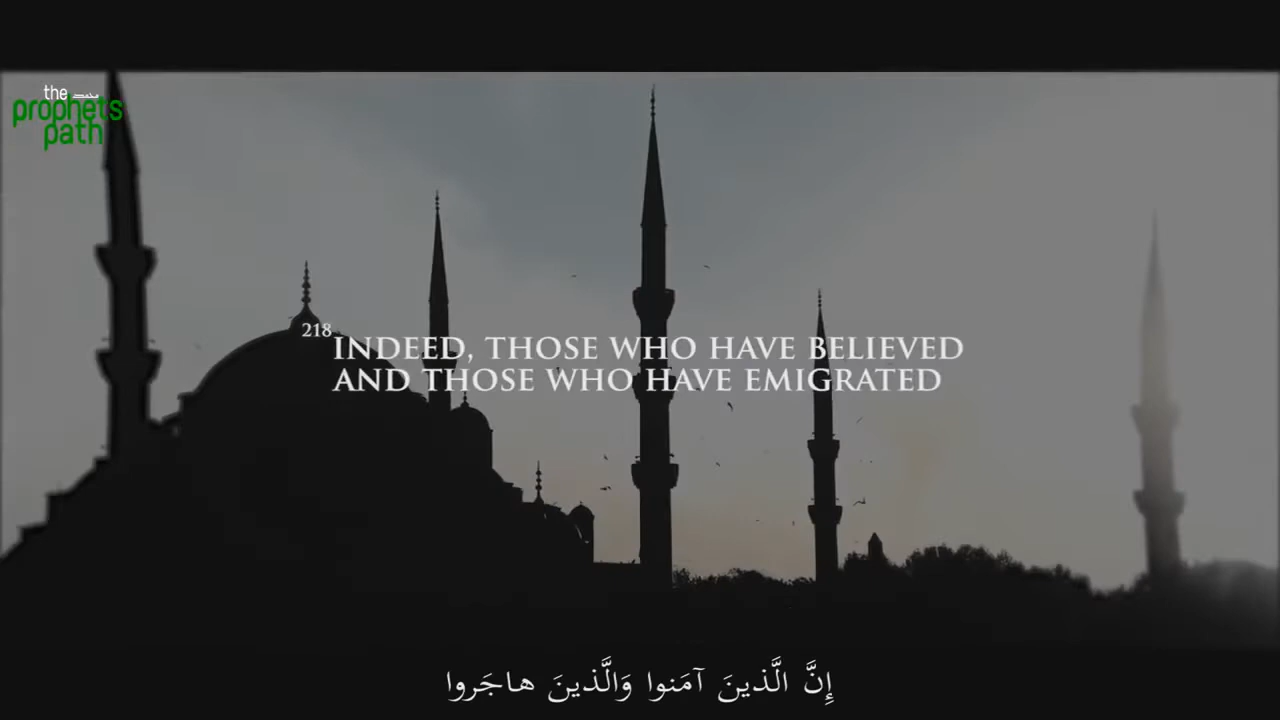 the
prophets
path
218
INDEED, THOSE WHO HAVE BELIEVED
AND THOSE WHO HAVE EMIGRATED
إِنَّ الَّذينَ آمَنوا وَالَّذينَ هاجَروا